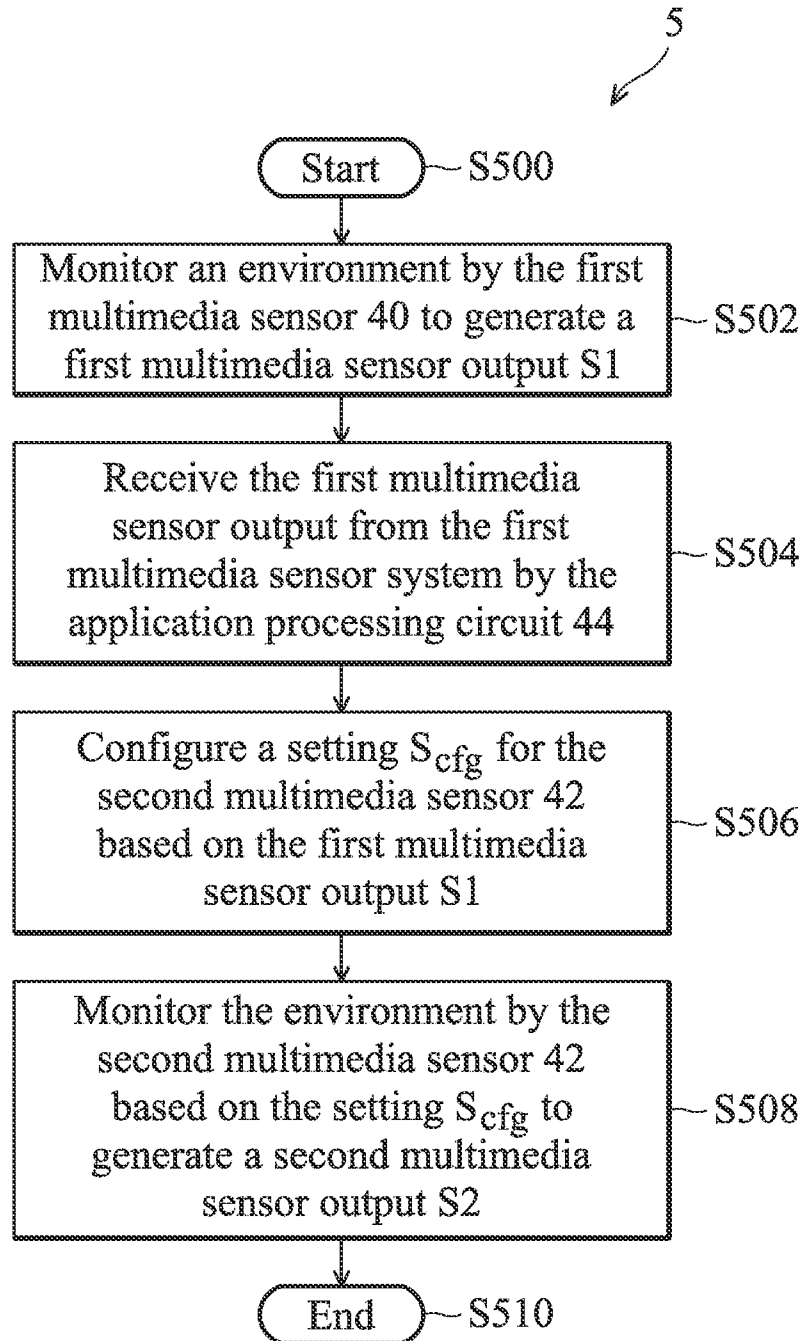 5
Start
S500
Monitor an environment by the first
multimedia sensor 40 to generate a
first multimedia sensor output S1
S502
Receive the first multimedia
sensor output from the first
multimedia sensor system by the
application processing circuit 44
S504
Configure a setting Scfg for the
second multimedia sensor 42
based on the first multimedia
sensor output S1
S506
Monitor the environment by the
second multimedia sensor 42
based on the setting Scfg to
generate a second multimedia
sensor output S2
S508
End
S510